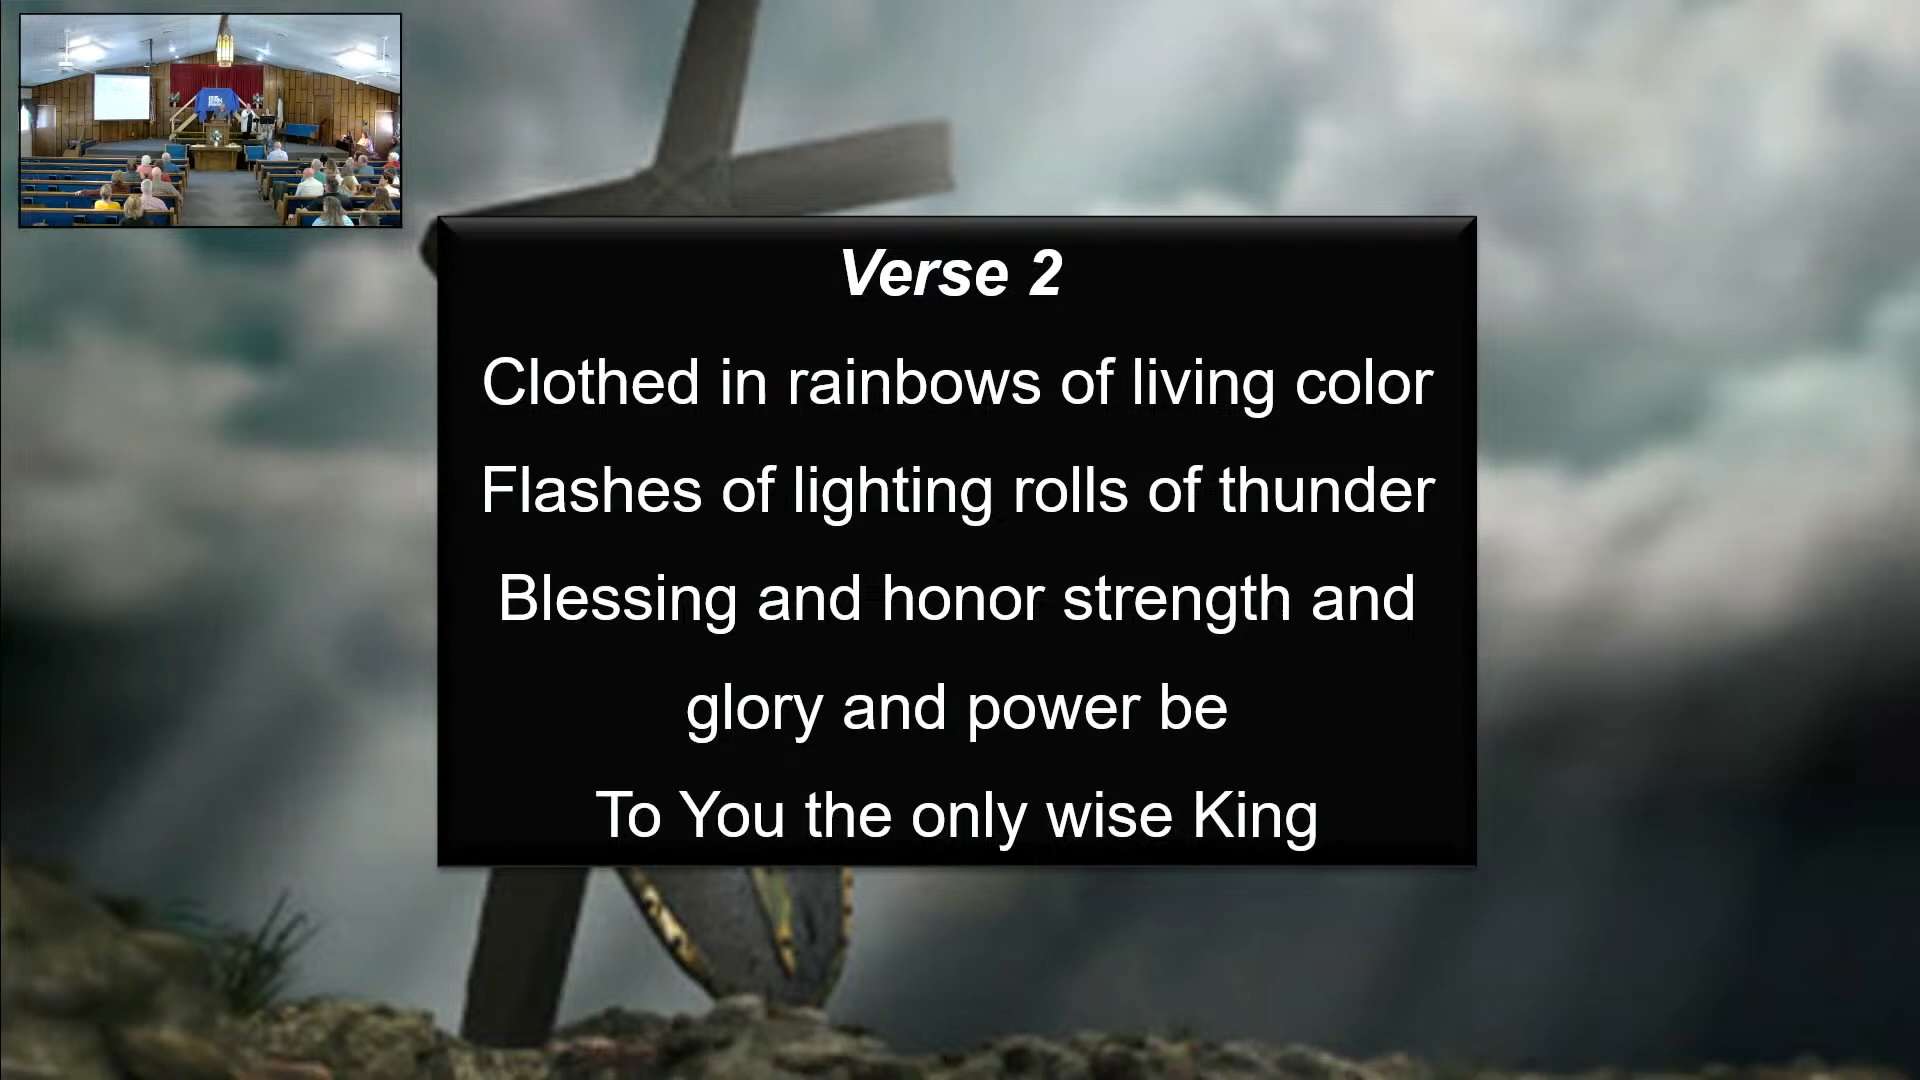 Verse 2
Clothed in rainbows of living color
Flashes of lighting rolls of thunder
Blessing and honor strength and
glory and power be
To You the only wise King